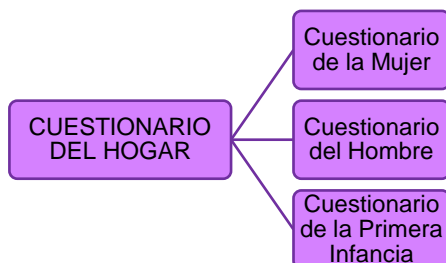 CUESTIONARIO
DEL HOGAR
Cuestionario
de la Mujer
Cuestionario
del Hombre
Cuestionario
de la Primera
Infancia